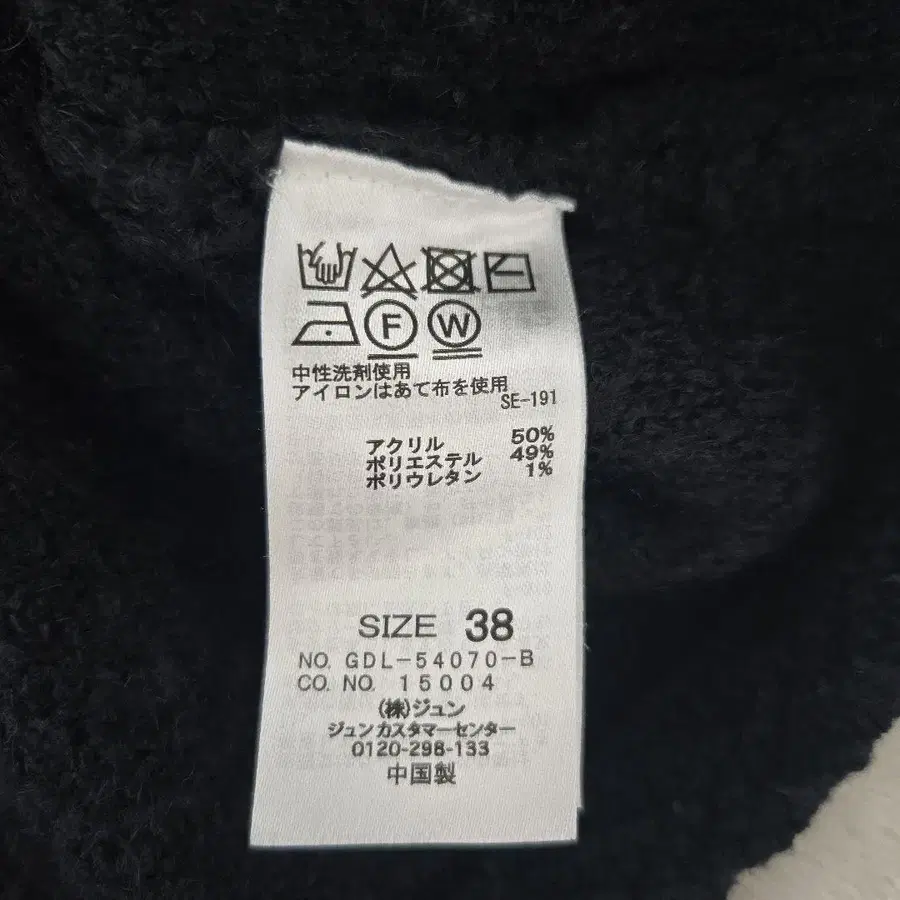 F W
中性洗剤使用
アイロンはあて布を使用
SE-191
アクリル 50%
ポリエステル 49%
ポリウレタン 1%
SIZE 38
NO. GDL-54070-B
CO. NO. 15004
(株)ジュン
ジュンカスタマーセンター
0120-298-133
中国製